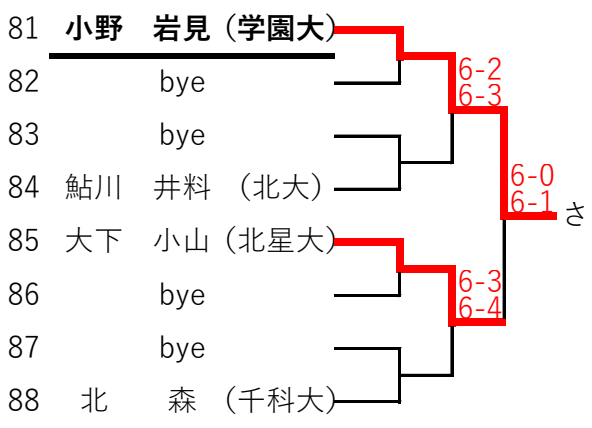 81 小野 岩見 (学園大)
82 bye
6-2
6-3
83 bye
84 鮎川 井料 (北大)
6-0
6-1
さ
85 大下 小山 (北星大)
86 bye
6-3
6-4
87 bye
88 北 森 (千科大)